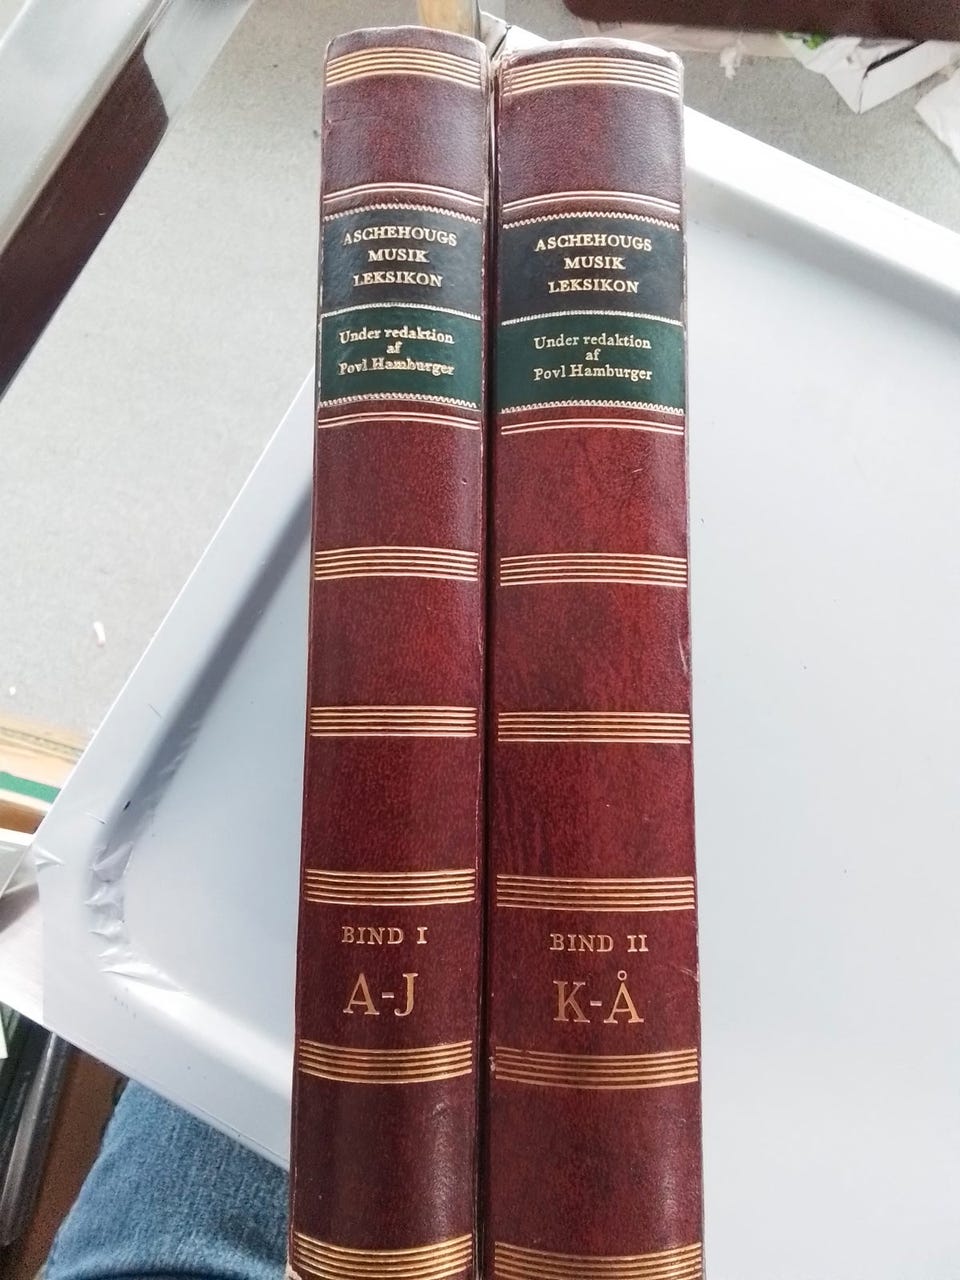 ASCHEHOUGS
MUSIK
LEKSIKON
Under redaktion
af
Povl Hamburger
BIND I
A-J
ASCHEHOUGS
MUSIK
LEKSIKON
Under redaktion
af
Povl Hamburger
BIND II
K-Å